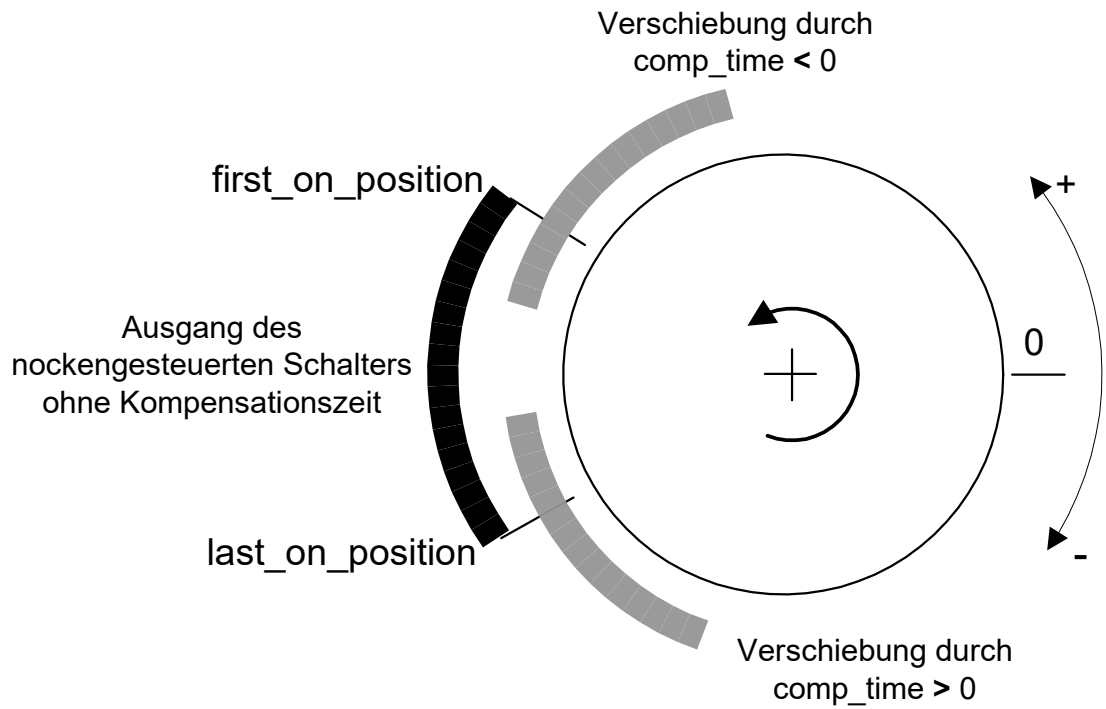 Verschiebung durch
comp_time < 0
first_on_position
+
Ausgang des
nockengesteuerten Schalters
ohne Kompensationszeit
0
last_on_position
-
Verschiebung durch
comp_time > 0